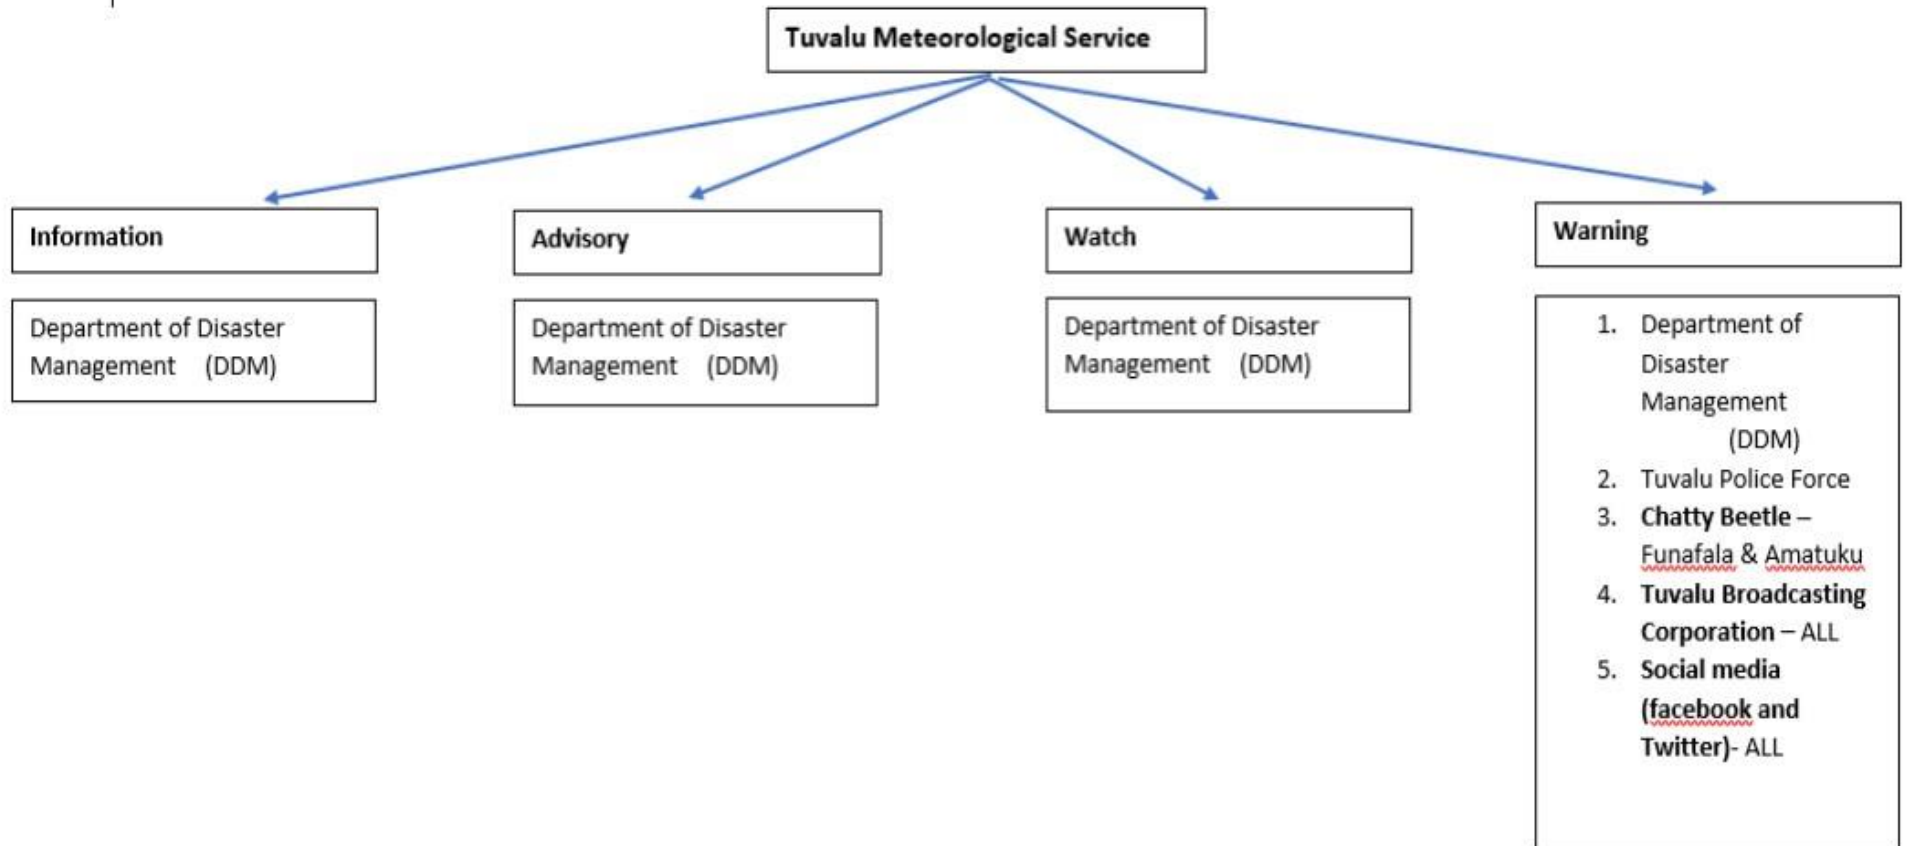 Tuvalu Meteorological Service
Information
Department of Disaster
Management (DDM)
Advisory
Department of Disaster
Management (DDM)
Watch
Department of Disaster
Management (DDM)
Warning
1. Department of
Disaster
Management
(DDM)
2. Tuvalu Police Force
3. Chatty Beetle –
Funafala & Amatuku
4. Tuvalu Broadcasting
Corporation – ALL
5. Social media
(facebook and
Twitter)- ALL